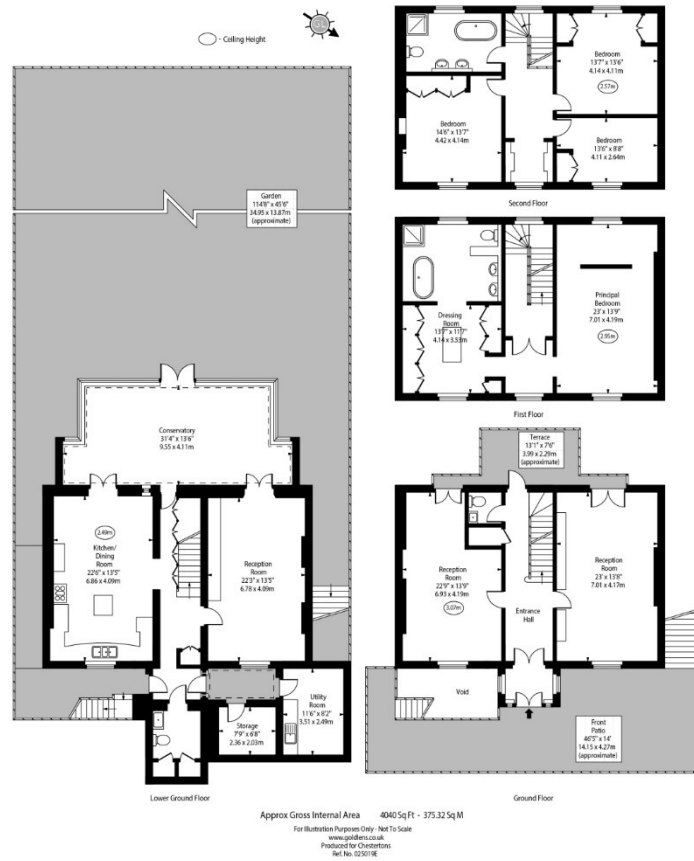 - Ceiling Height
Garden
114'8" x 45'6"
34.95 x 13.87m
(approximate)
Conservatory
31'4" x 13'6"
9.55 x 4.11m
2.49m
Kitchen/
Dining
Room
22'6" x 13'5"
6.86 x 4.09m
Reception
Room
22'3" x 13'5"
6.78 x 4.09m
Utility
Room
11'6" x 8'2"
3.51 x 2.49m
Storage
7'9" x 6'8"
2.36 x 2.03m
Lower Ground Floor
Bedroom
13'7" x 13'6"
4.14 x 4.11m
2.57m
Bedroom
14'6" x 13'7"
4.42 x 4.14m
Bedroom
13'6" x 8'8"
4.11 x 2.64m
Second Floor
Principal
Bedroom
23' x 13'9"
7.01 x 4.19m
2.95m
Dressing
Room
13'7" x 11'7"
4.14 x 3.53m
First Floor
Terrace
13'1" x 7'6"
3.99 x 2.29m
(approximate)
Reception
Room
22'9" x 13'9"
6.93 x 4.19m
3.07m
Entrance
Hall
Reception
Room
23' x 13'8"
7.01 x 4.17m
Void
Front
Patio
46'5" x 14'
14.15 x 4.27m
(approximate)
Ground Floor
Approx Gross Internal Area 4040 Sq Ft - 375.32 Sq M
For Illustration Purposes Only - Not To Scale
www.goldlens.co.uk
Produced for Chestertons
Ref. No. 025019E